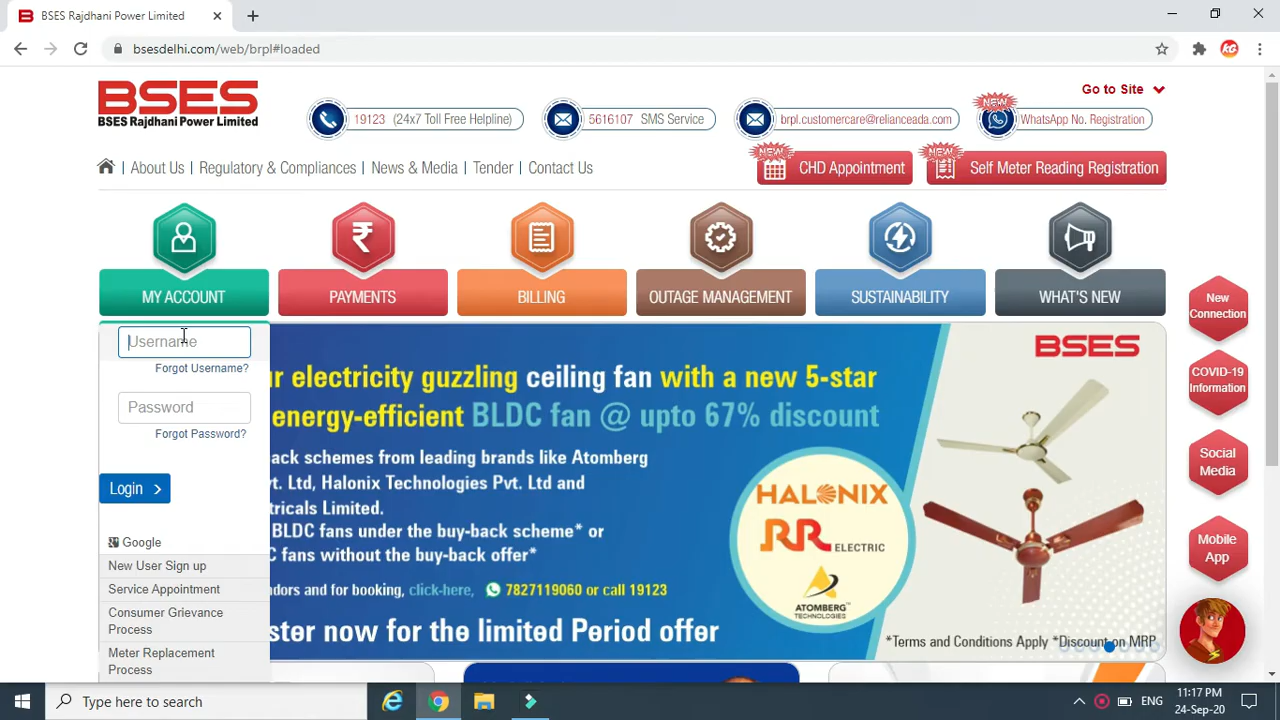 BSES Rajdhani Power Limited
bsesdelhi.com/web/brpl#loaded
KG
BSES
BSES Rajdhani Power Limited
Go to Site
19123 (24x7 Toll Free Helpline)
5616107 SMS Service
brpl.customercare@relianceada.com
NEW
WhatsApp No. Registration
About Us | Regulatory & Compliances | News & Media | Tender | Contact Us
NEW
CHD Appointment
NEW
Self Meter Reading Registration
MY ACCOUNT
PAYMENTS
BILLING
OUTAGE MANAGEMENT
SUSTAINABILITY
WHAT'S NEW
Username
Forgot Username?
Password
Forgot Password?
Login >
Google
New User Sign up
Service Appointment
Consumer Grievance
Process
Meter Replacement
Process
BSES
ur electricity guzzling ceiling fan with a new 5-star
energy-efficient BLDC fan @ upto 67% discount
ack schemes from leading brands like Atomberg
vt. Ltd, Halonix Technologies Pvt. Ltd and
tricals Limited.
BLDC fans under the buy-back scheme* or
C fans without the buy-back offer*
ndors and for booking, click-here, 7827119060 or call 19123
ster now for the limited Period offer
HALONIX
RR ELECTRIC
ATOMBERG
TECHNOLOGIES
*Terms and Conditions Apply *Discount on MRP
New
Connection
COVID-19
Information
Social
Media
Mobile
App
Type here to search
ENG
11:17 PM
24-Sep-20